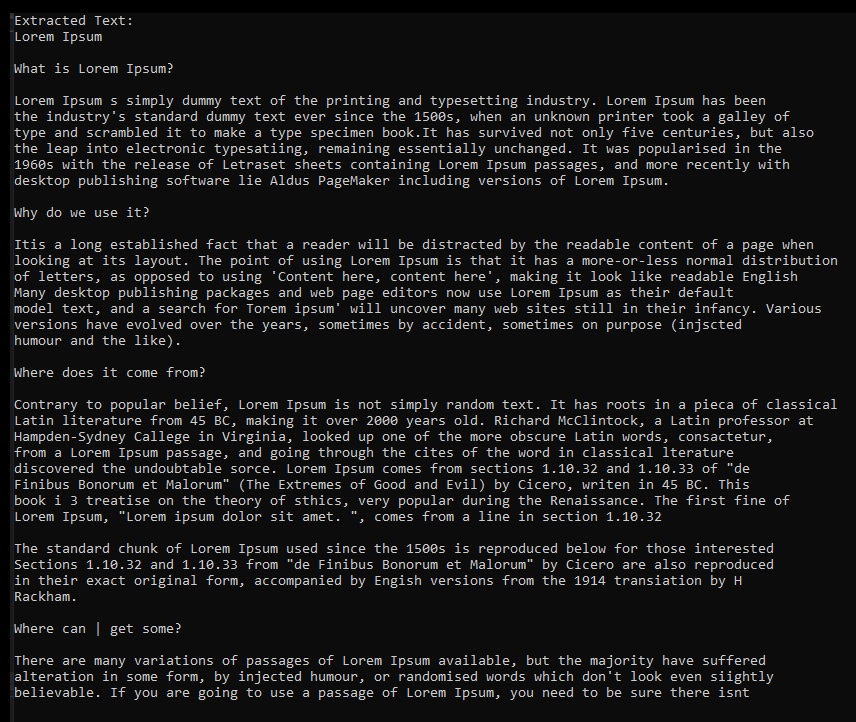 Extracted Text:
Lorem Ipsum
What is Lorem Ipsum?
Lorem Ipsum s simply dummy text of the printing and typesetting industry. Lorem Ipsum has been
the industry's standard dummy text ever since the 1500s, when an unknown printer took a galley of
type and scrambled it to make a type specimen book.It has survived not only five centuries, but also
the leap into electronic typesatiing, remaining essentially unchanged. It was popularised in the
1960s with the release of Letraset sheets containing Lorem Ipsum passages, and more recently with
desktop publishing software lie Aldus PageMaker including versions of Lorem Ipsum.
Why do we use it?
Itis a long established fact that a reader will be distracted by the readable content of a page when
looking at its layout. The point of using Lorem Ipsum is that it has a more-or-less normal distribution
of letters, as opposed to using 'Content here, content here', making it look like readable English
Many desktop publishing packages and web page editors now use Lorem Ipsum as their default
model text, and a search for Torem ipsum' will uncover many web sites still in their infancy. Various
versions have evolved over the years, sometimes by accident, sometimes on purpose (injscted
humour and the like).
Where does it come from?
Contrary to popular belief, Lorem Ipsum is not simply random text. It has roots in a pieca of classical
Latin literature from 45 BC, making it over 2000 years old. Richard McClintock, a Latin professor at
Hampden-Sydney Callege in Virginia, looked up one of the more obscure Latin words, consactetur,
from a Lorem Ipsum passage, and going through the cites of the word in classical lterature
discovered the undoubtable sorce. Lorem Ipsum comes from sections 1.10.32 and 1.10.33 of "de
Finibus Bonorum et Malorum" (The Extremes of Good and Evil) by Cicero, writen in 45 BC. This
book i 3 treatise on the theory of sthics, very popular during the Renaissance. The first fine of
Lorem Ipsum, "Lorem ipsum dolor sit amet. ", comes from a line in section 1.10.32
The standard chunk of Lorem Ipsum used since the 1500s is reproduced below for those interested
Sections 1.10.32 and 1.10.33 from "de Finibus Bonorum et Malorum" by Cicero are also reproduced
in their exact original form, accompanied by Engish versions from the 1914 transiation by H
Rackham.
Where can | get some?
There are many variations of passages of Lorem Ipsum available, but the majority have suffered
alteration in some form, by injected humour, or randomised words which don't look even siightly
believable. If you are going to use a passage of Lorem Ipsum, you need to be sure there isnt